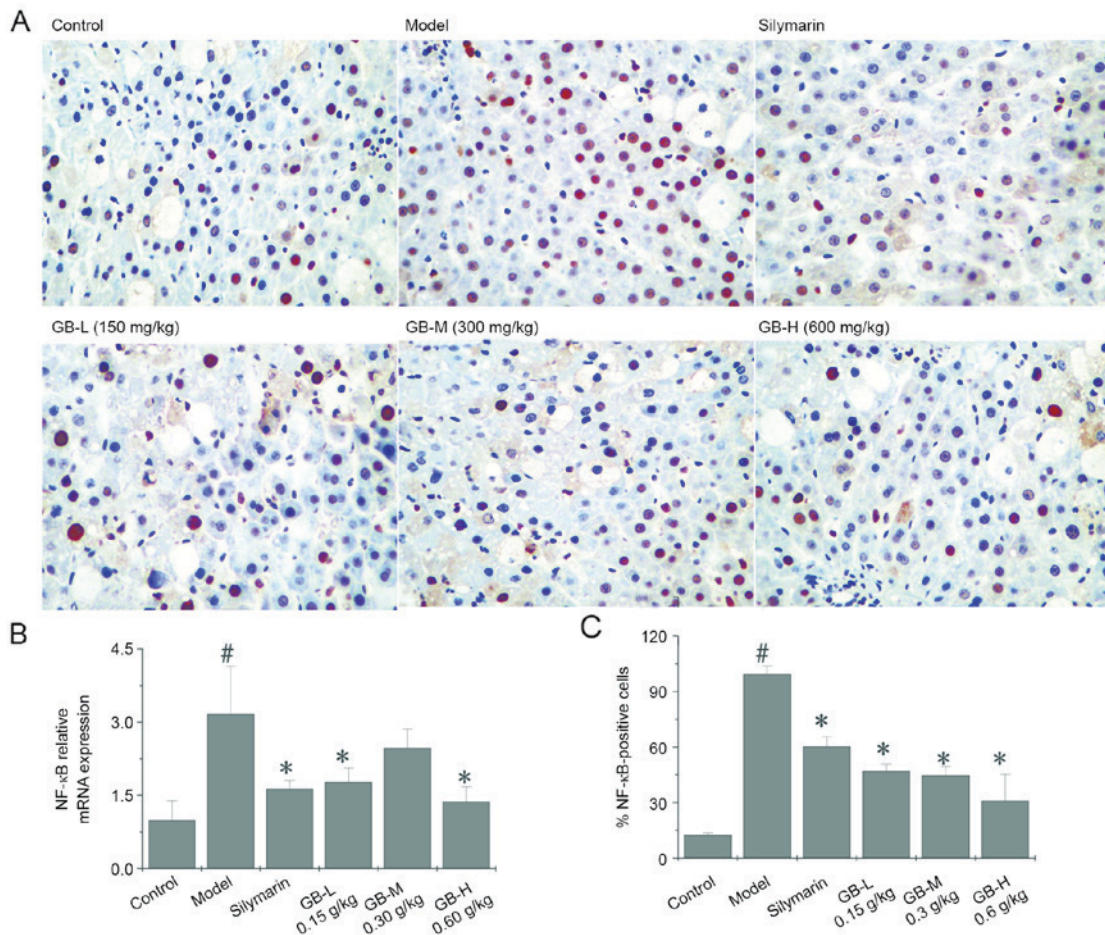 A
Control
Model
Silymarin
GB-L (150 mg/kg)
GB-M (300 mg/kg)
GB-H (600 mg/kg)
B
NF-κB relative
mRNA expression
4.5
3.0
1.5
0.0
#
*
*
*
Control
Model
Silymarin
GB-L
0.15 g/kg
GB-M
0.30 g/kg
GB-H
0.60 g/kg
C
% NF-κB-positive cells
120
90
60
30
0
#
*
*
*
*
Control
Model
Silymarin
GB-L
0.15 g/kg
GB-M
0.3 g/kg
GB-H
0.6 g/kg